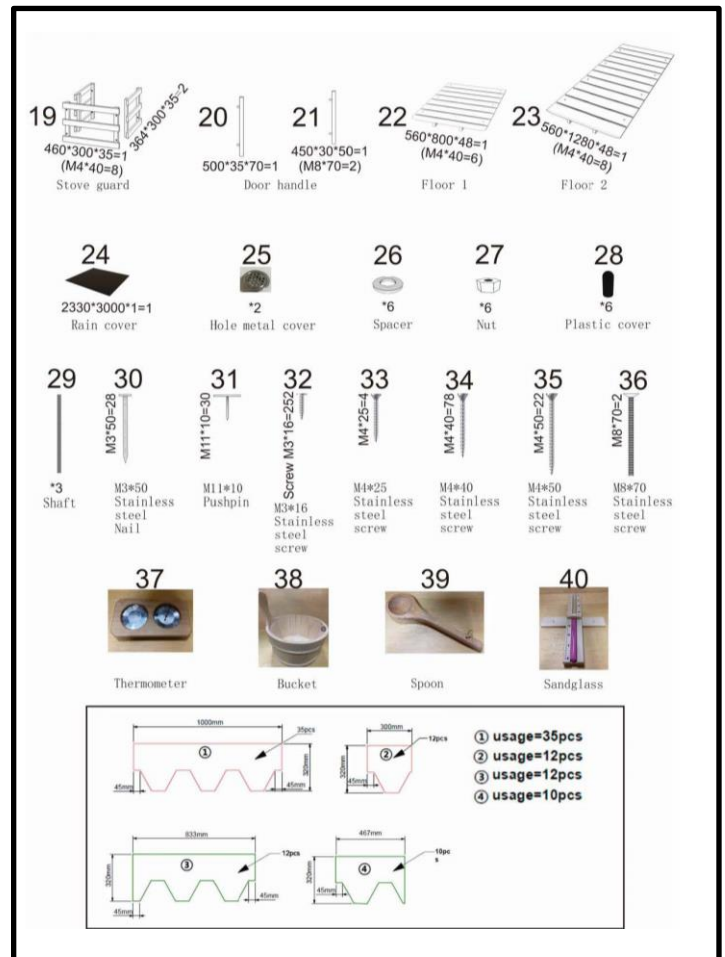 19
460*300*35=1
(M4*40=8)
364*300*35=2
Stove guard
20
500*35*70=1
21
450*30*50=1
(M8*70=2)
Door handle
22
560*800*48=1
(M4*40=6)
Floor 1
23
560*1280*48=1
(M4*40=8)
Floor 2
24
2330*3000*1=1
Rain cover
25
*2
Hole metal cover
26
*6
Spacer
27
*6
Nut
28
*6
Plastic cover
29
*3
Shaft
30
M3*50=28
M3*50
Stainless
steel
Nail
31
M11*10=30
M11*10
Pushpin
32
Screw M3*16=252
M3*16
Stainless
steel
screw
33
M4*25=4
M4*25
Stainless
steel
screw
34
M4*40=78
M4*40
Stainless
steel
screw
35
M4*50=22
M4*50
Stainless
steel
screw
36
M8*70=2
M8*70
Stainless
steel
screw
37
Thermometer
38
Bucket
39
Spoon
40
Sandglass
1000mm
35pcs
①
320mm
45mm
45mm
300mm
12pcs
②
320mm
45mm
① usage=35pcs
② usage=12pcs
③ usage=12pcs
④ usage=10pcs
833mm
12pcs
③
320mm
45mm
45mm
467mm
10pc
s
④
320mm
45mm